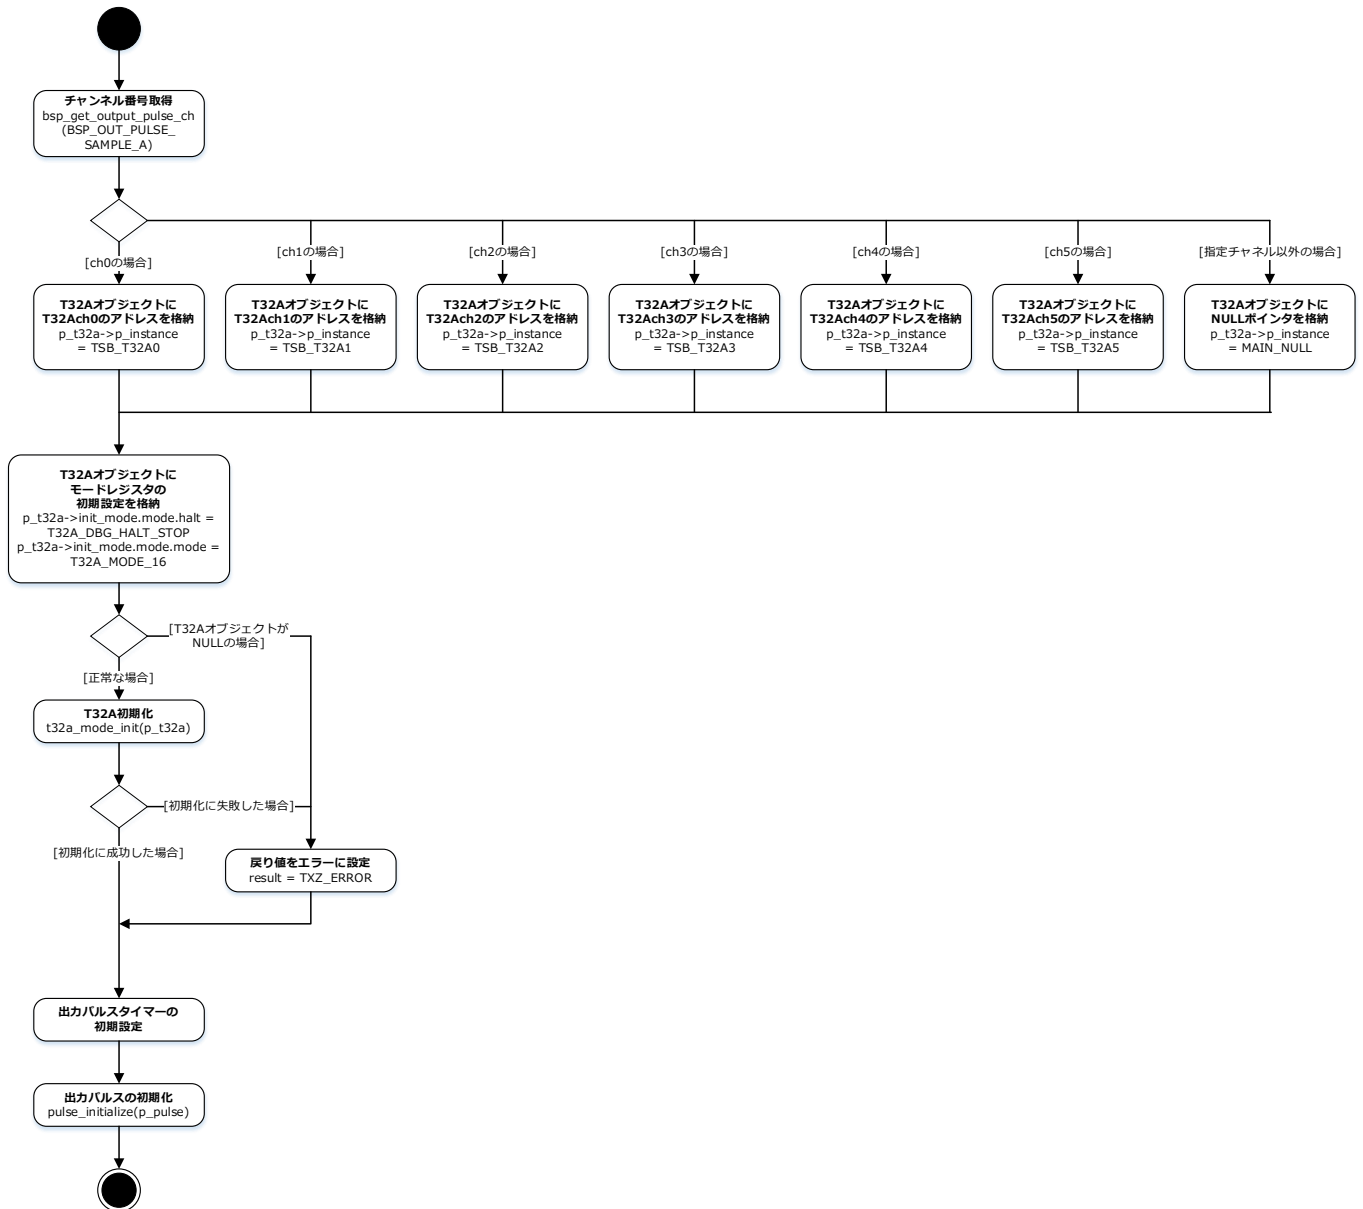 チャンネル番号取得
bsp_get_output_pulse_ch
(BSP_OUT_PULSE_
SAMPLE_A)
[ch0の場合]
[ch1の場合]
[ch2の場合]
[ch3の場合]
[ch4の場合]
[ch5の場合]
[指定チャネル以外の場合]
T32Aオブジェクトに
T32Ach0のアドレスを格納
p_t32a->p_instance
= TSB_T32A0
T32Aオブジェクトに
T32Ach1のアドレスを格納
p_t32a->p_instance
= TSB_T32A1
T32Aオブジェクトに
T32Ach2のアドレスを格納
p_t32a->p_instance
= TSB_T32A2
T32Aオブジェクトに
T32Ach3のアドレスを格納
p_t32a->p_instance
= TSB_T32A3
T32Aオブジェクトに
T32Ach4のアドレスを格納
p_t32a->p_instance
= TSB_T32A4
T32Aオブジェクトに
T32Ach5のアドレスを格納
p_t32a->p_instance
= TSB_T32A5
T32Aオブジェクトに
NULLポインタを格納
p_t32a->p_instance
= MAIN_NULL
T32Aオブジェクトに
モードレジスタの
初期設定を格納
p_t32a->init_mode.mode.halt =
T32A_DBG_HALT_STOP
p_t32a->init_mode.mode.mode =
T32A_MODE_16
[T32Aオブジェクトが
NULLの場合]
[正常な場合]
T32A初期化
t32a_mode_init(p_t32a)
[初期化に失敗した場合]
[初期化に成功した場合]
戻り値をエラーに設定
result = TXZ_ERROR
出力パルスタイマーの
初期設定
出力パルスの初期化
pulse_initialize(p_pulse)